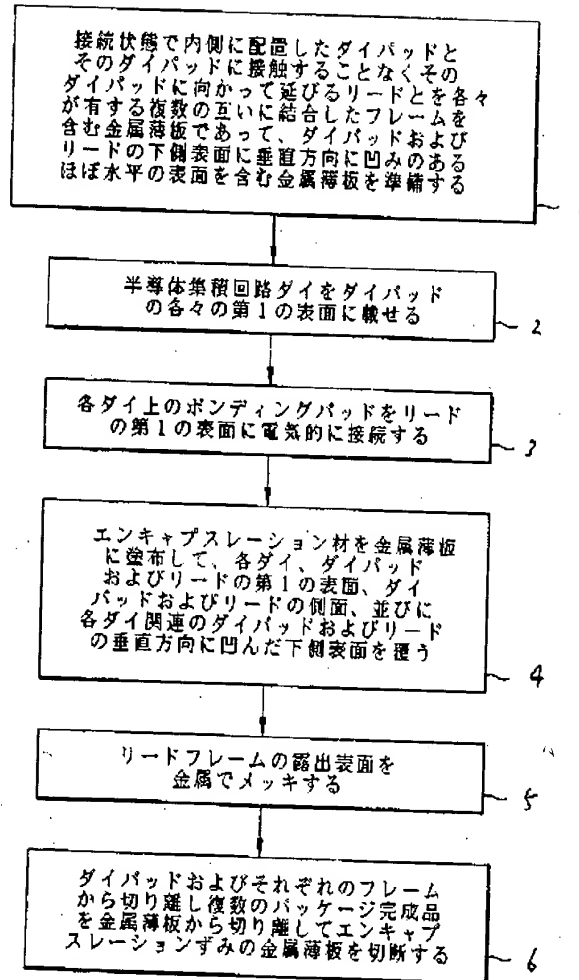 接続状態で内側に配置したダイパッドと
そのダイパッドに接触することなくその
ダイパッドに向かって延びるリードとを各々
が有する複数の互いに結合したフレームを
含む金属薄板であって、ダイパッドおよび
リードの下側表面に垂直方向に凹みのある
ほぼ水平の表面を含む金属薄板を準備する
半導体集積回路ダイをダイパッド
の各々の第1の表面に載せる
2
各ダイ上のボンディングパッドをリード
の第1の表面に電気的に接続する
3
エンキャプスレーション材を金属薄板
に塗布して、各ダイ、ダイパッド
およびリードの第1の表面、ダイ
パッドおよびリードの側面、並びに
各ダイ関連のダイパッドおよびリード
の垂直方向に凹んだ下側表面を覆う
4
リードフレームの露出表面を
金属でメッキする
5
ダイパッドおよびそれぞれのフレーム
から切り離し複数のパッケージ完成品
を金属薄板から切り離してエンキャプ
スレーションずみの金属薄板を切断する
6